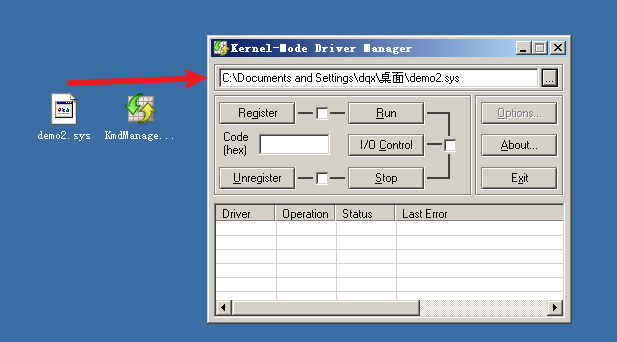 Kernel-Mode Driver Manager
C:\Documents and Settings\dqx\桌面\demo2.sys
...
demo2.sys
KmdManage...
Register
Run
Options...
Code
(hex)
I/O Control
About...
Unregister
Stop
Exit
Driver Operation Status Last Error